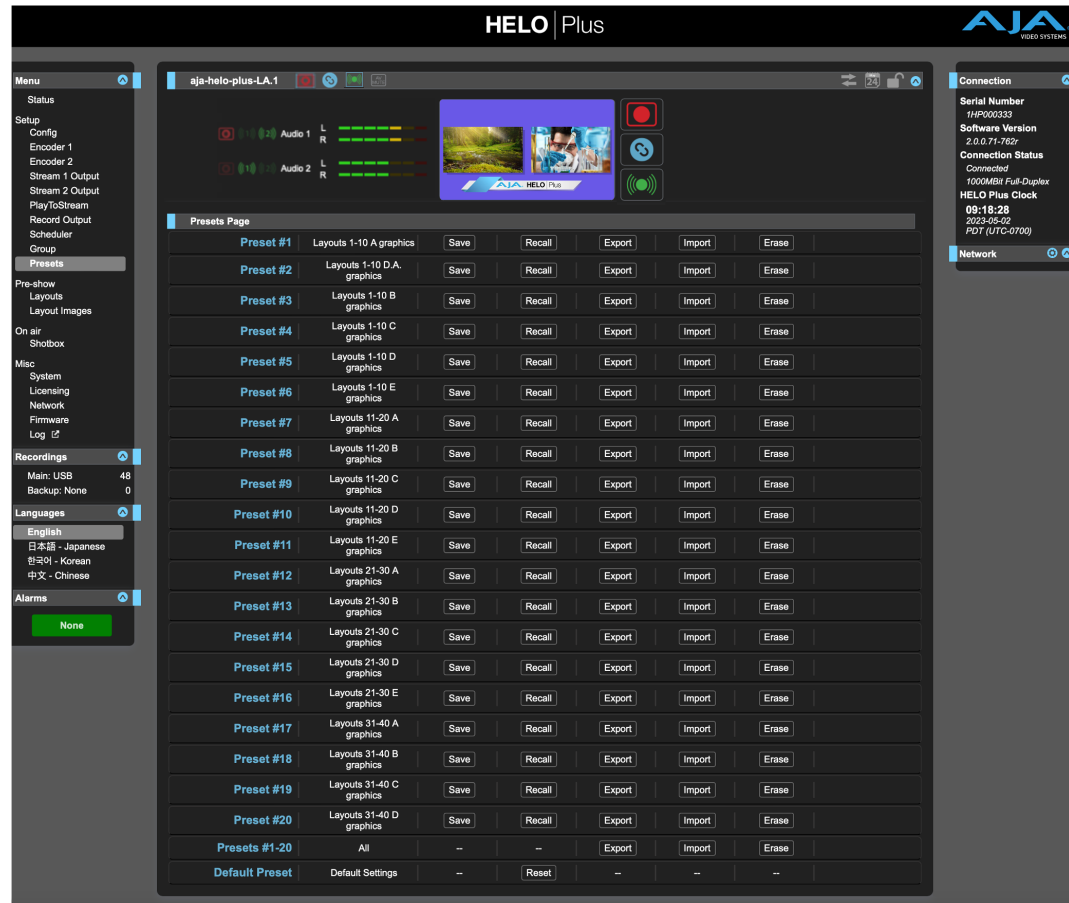 HELO | Plus
AJA
VIDEO SYSTEMS
Menu
Status
Setup
Config
Encoder 1
Encoder 2
Stream 1 Output
Stream 2 Output
PlayToStream
Record Output
Scheduler
Group
Presets
Pre-show
Layouts
Layout Images
On air
Shotbox
Misc
System
Licensing
Network
Firmware
Log
Recordings
Main: USB 48
Backup: None 0
Languages
English
日本語 - Japanese
한국어 - Korean
中文 - Chinese
Alarms
None
aja-helo-plus-LA.1
24
Audio 1 L
R
Audio 2 L
R
AJA HELO Plus
Presets Page
Preset #1 Layouts 1-10 A graphics Save Recall Export Import Erase
Preset #2 Layouts 1-10 D.A. graphics Save Recall Export Import Erase
Preset #3 Layouts 1-10 B graphics Save Recall Export Import Erase
Preset #4 Layouts 1-10 C graphics Save Recall Export Import Erase
Preset #5 Layouts 1-10 D graphics Save Recall Export Import Erase
Preset #6 Layouts 1-10 E graphics Save Recall Export Import Erase
Preset #7 Layouts 11-20 A graphics Save Recall Export Import Erase
Preset #8 Layouts 11-20 B graphics Save Recall Export Import Erase
Preset #9 Layouts 11-20 C graphics Save Recall Export Import Erase
Preset #10 Layouts 11-20 D graphics Save Recall Export Import Erase
Preset #11 Layouts 11-20 E graphics Save Recall Export Import Erase
Preset #12 Layouts 21-30 A graphics Save Recall Export Import Erase
Preset #13 Layouts 21-30 B graphics Save Recall Export Import Erase
Preset #14 Layouts 21-30 C graphics Save Recall Export Import Erase
Preset #15 Layouts 21-30 D graphics Save Recall Export Import Erase
Preset #16 Layouts 21-30 E graphics Save Recall Export Import Erase
Preset #17 Layouts 31-40 A graphics Save Recall Export Import Erase
Preset #18 Layouts 31-40 B graphics Save Recall Export Import Erase
Preset #19 Layouts 31-40 C graphics Save Recall Export Import Erase
Preset #20 Layouts 31-40 D graphics Save Recall Export Import Erase
Presets #1-20 All -- -- Export Import Erase
Default Preset Default Settings -- Reset -- -- --
Connection
Serial Number
1HP000333
Software Version
2.0.0.71-762r
Connection Status
Connected
1000MBit Full-Duplex
HELO Plus Clock
09:18:28
2023-05-02
PDT (UTC-0700)
Network